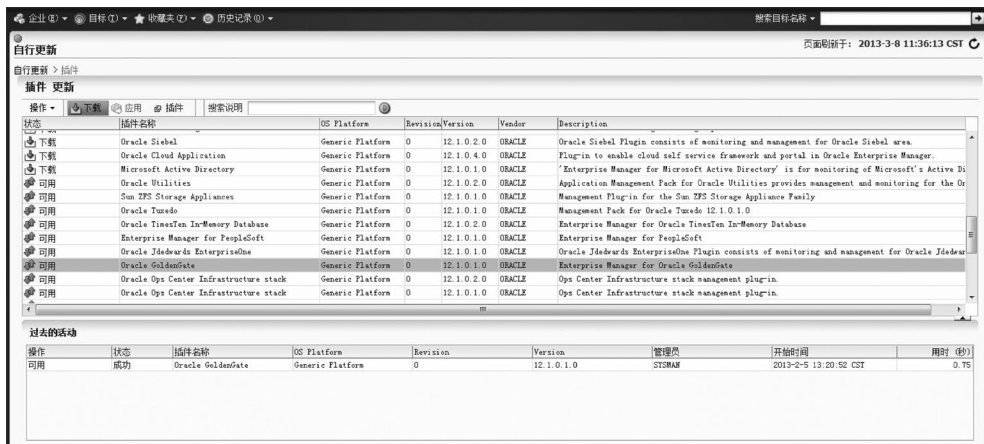 企业(E) 目标(T) 收藏夹(F) 历史记录(O) 搜索目标名称
自行更新 页面刷新于: 2013-3-8 11:36:13 CST
自行更新 > 插件
插件 更新
操作 下载 应用 插件 搜索说明
状态 插件名称 OS Platform Revision Version Vendor Description
下载 Oracle Siebel Generic Platform 0 12.1.0.2.0 ORACLE Oracle Siebel Plugin consists of monitoring and management for Oracle Siebel area.
下载 Oracle Cloud Application Generic Platform 0 12.1.0.4.0 ORACLE Plug-in to enable cloud self service framework and portal in Oracle Enterprise Manager.
下载 Microsoft Active Directory Generic Platform 0 12.1.0.1.0 ORACLE 'Enterprise Manager for Microsoft Active Directory' is for monitoring of Microsoft's Active Di
可用 Oracle Utilities Generic Platform 0 12.1.0.2.0 ORACLE Application Management Pack for Oracle Utilities provides management and monitoring for the Or
可用 Sun ZFS Storage Appliances Generic Platform 0 12.1.0.1.0 ORACLE Management Plug-in for the Sun ZFS Storage Appliance Family
可用 Oracle Tuxedo Generic Platform 0 12.1.0.1.0 ORACLE Management Pack for Oracle Tuxedo 12.1.0.1.0
可用 Oracle TimesTen In-Memory Database Generic Platform 0 12.1.0.2.0 ORACLE Enterprise Manager for Oracle TimesTen In-Memory Database
可用 Enterprise Manager for PeopleSoft Generic Platform 0 12.1.0.1.0 ORACLE Enterprise Manager for PeopleSoft
可用 Oracle Jdedwards EnterpriseOne Generic Platform 0 12.1.0.1.0 ORACLE Oracle Jdedwards EnterpriseOne Plugin consists of monitoring and management for Oracle Jdedwar
可用 Oracle GoldenGate Generic Platform 0 12.1.0.1.0 ORACLE Enterprise Manager for Oracle GoldenGate
可用 Oracle Ops Center Infrastructure stack Generic Platform 0 12.1.0.2.0 ORACLE Ops Center Infrastructure stack management plug-in.
可用 Oracle Ops Center Infrastructure stack Generic Platform 0 12.1.0.1.0 ORACLE Ops Center Infrastructure stack management plug-in.
过去的活动
操作 状态 插件名称 OS Platform Revision Version 管理员 开始时间 用时 (秒)
可用 成功 Oracle GoldenGate Generic Platform 0 12.1.0.1.0 SYSMAN 2013-2-5 13:20:52 CST 0.75